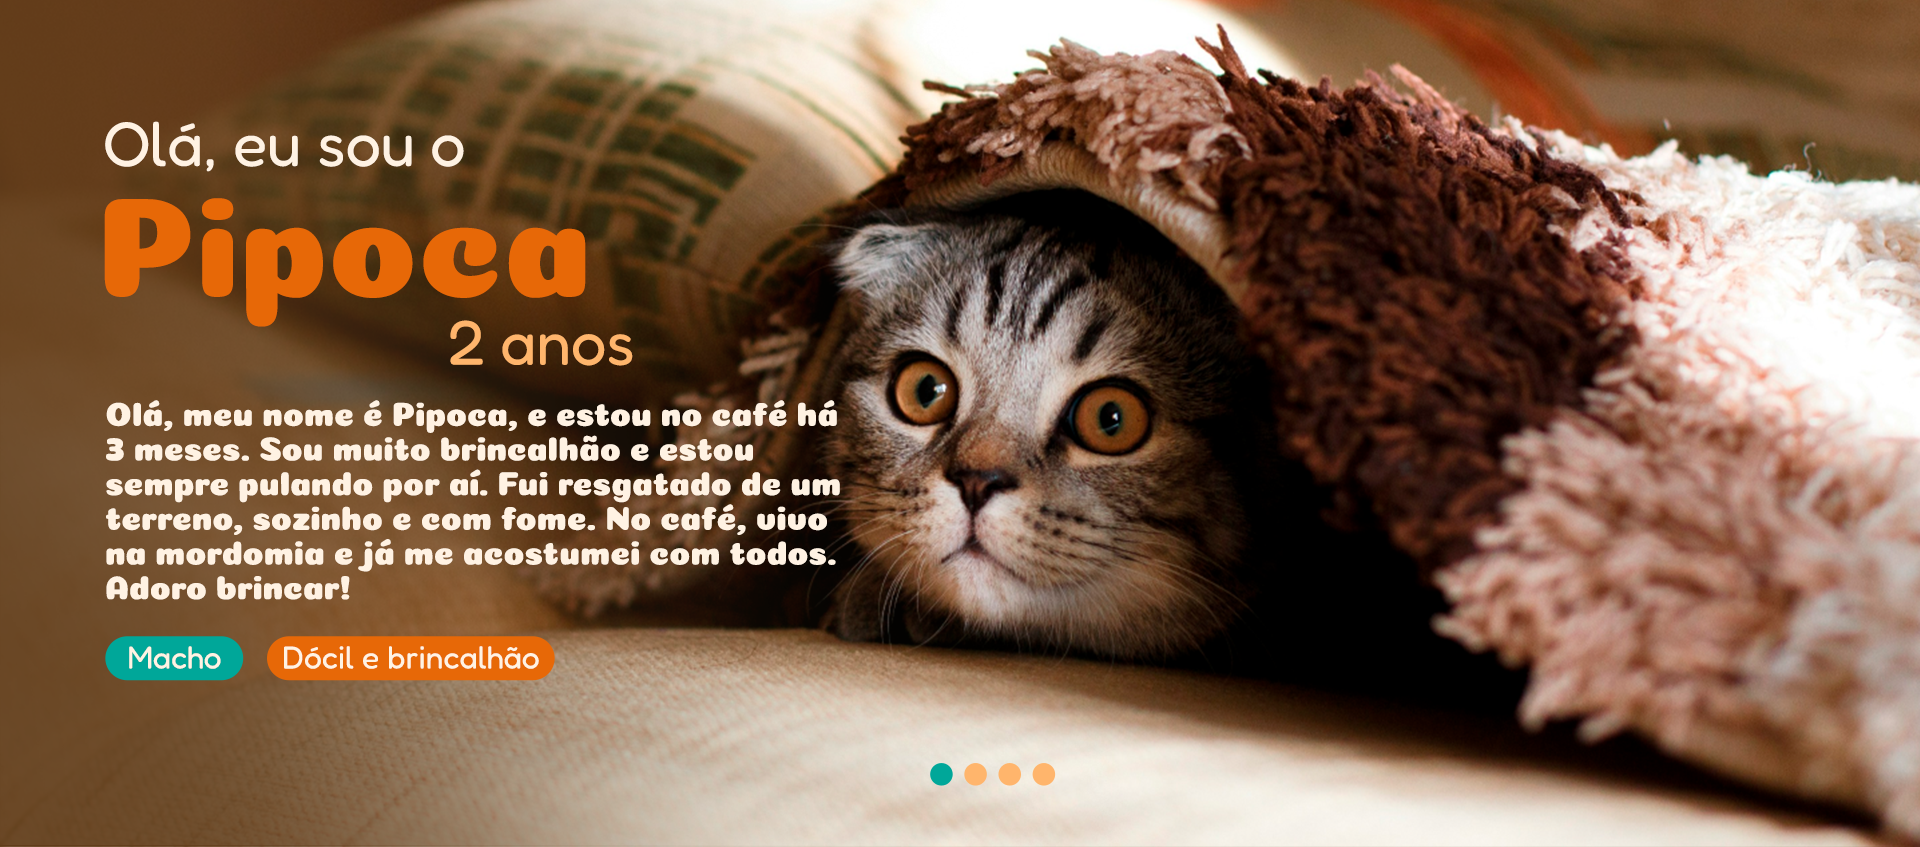 Olá, eu sou o
Pipoca
2 anos
Olá, meu nome é Pipoca, e estou no café há
3 meses. Sou muito brincalhão e estou
sempre pulando por aí. Fui resgatado de um
terreno, sozinho e com fome. No café, vivo
na mordomia e já me acostumei com todos.
Adoro brincar!
Macho
Dócil e brincalhão